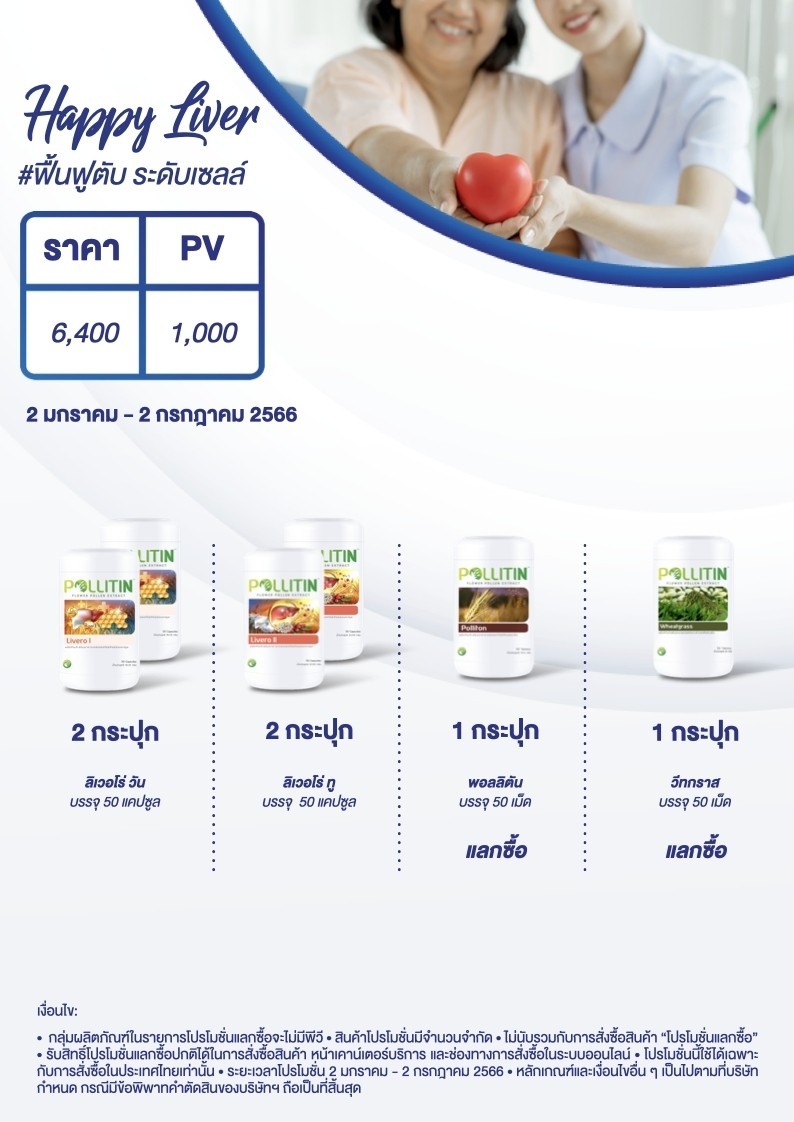 Happy Liver
#ฟื้นฟูตับ ระดับเซลล์
ราคา PV
6,400 1,000
2 มกราคม - 2 กรกฎาคม 2566
LITIN
POLLITIN
FLOWER POLLEN EXTRACT
Livero I
LITIN
POLLITIN
FLOWER POLLEN EXTRACT
Livero II
POLLITIN
FLOWER POLLEN EXTRACT
Pollitan
POLLITIN
FLOWER POLLEN EXTRACT
Wheatgrass
2 กระปุก 2 กระปุก 1 กระปุก 1 กระปุก
ลิเวอโร่ วัน ลิเวอโร่ ทู พอลลิตัน วีทกราส
บรรจุ 50 แคปซูล บรรจุ 50 แคปซูล บรรจุ 50 เม็ด บรรจุ 50 เม็ด
แลกซื้อ แลกซื้อ
เงื่อนไข:
• กลุ่มผลิตภัณฑ์ในรายการโปรโมชั่นแลกซื้อจะไม่มีพีวี • สินค้าโปรโมชั่นมีจำนวนจำกัด • ไม่นับรวมกับการสั่งซื้อสินค้า “โปรโมชั่นแลกซื้อ”
• รับสิทธิ์โปรโมชั่นแลกซื้อปกติได้ในการสั่งซื้อสินค้า หน้าเคาน์เตอร์บริการ และช่องทางการสั่งซื้อในระบบออนไลน์ • โปรโมชั่นนี้ใช้ได้เฉพาะ
กับการสั่งซื้อในประเทศไทยเท่านั้น • ระยะเวลาโปรโมชั่น 2 มกราคม - 2 กรกฎาคม 2566 • หลักเกณฑ์และเงื่อนไขอื่น ๆ เป็นไปตามที่บริษัท
กำหนด กรณีมีข้อพิพาทคำตัดสินของบริษัทฯ ถือเป็นที่สิ้นสุด